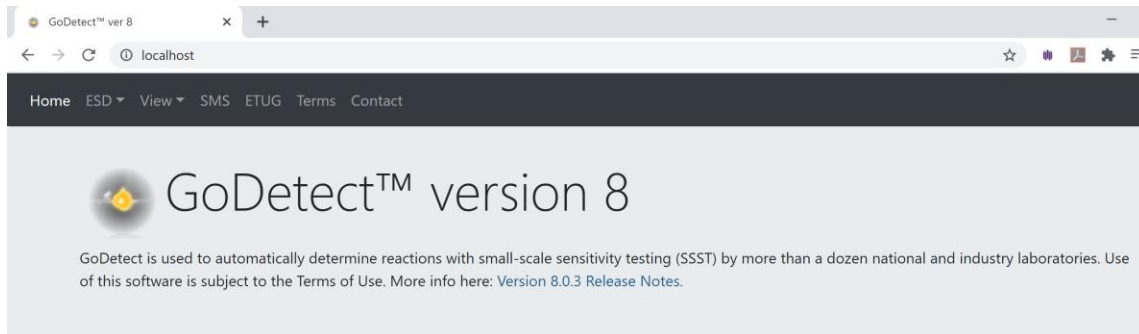 GoDetect™ ver 8
localhost
Home ESD View SMS ETUG Terms Contact
GoDetect™ version 8
GoDetect is used to automatically determine reactions with small-scale sensitivity testing (SSST) by more than a dozen national and industry laboratories. Use
of this software is subject to the Terms of Use. More info here: Version 8.0.3 Release Notes.